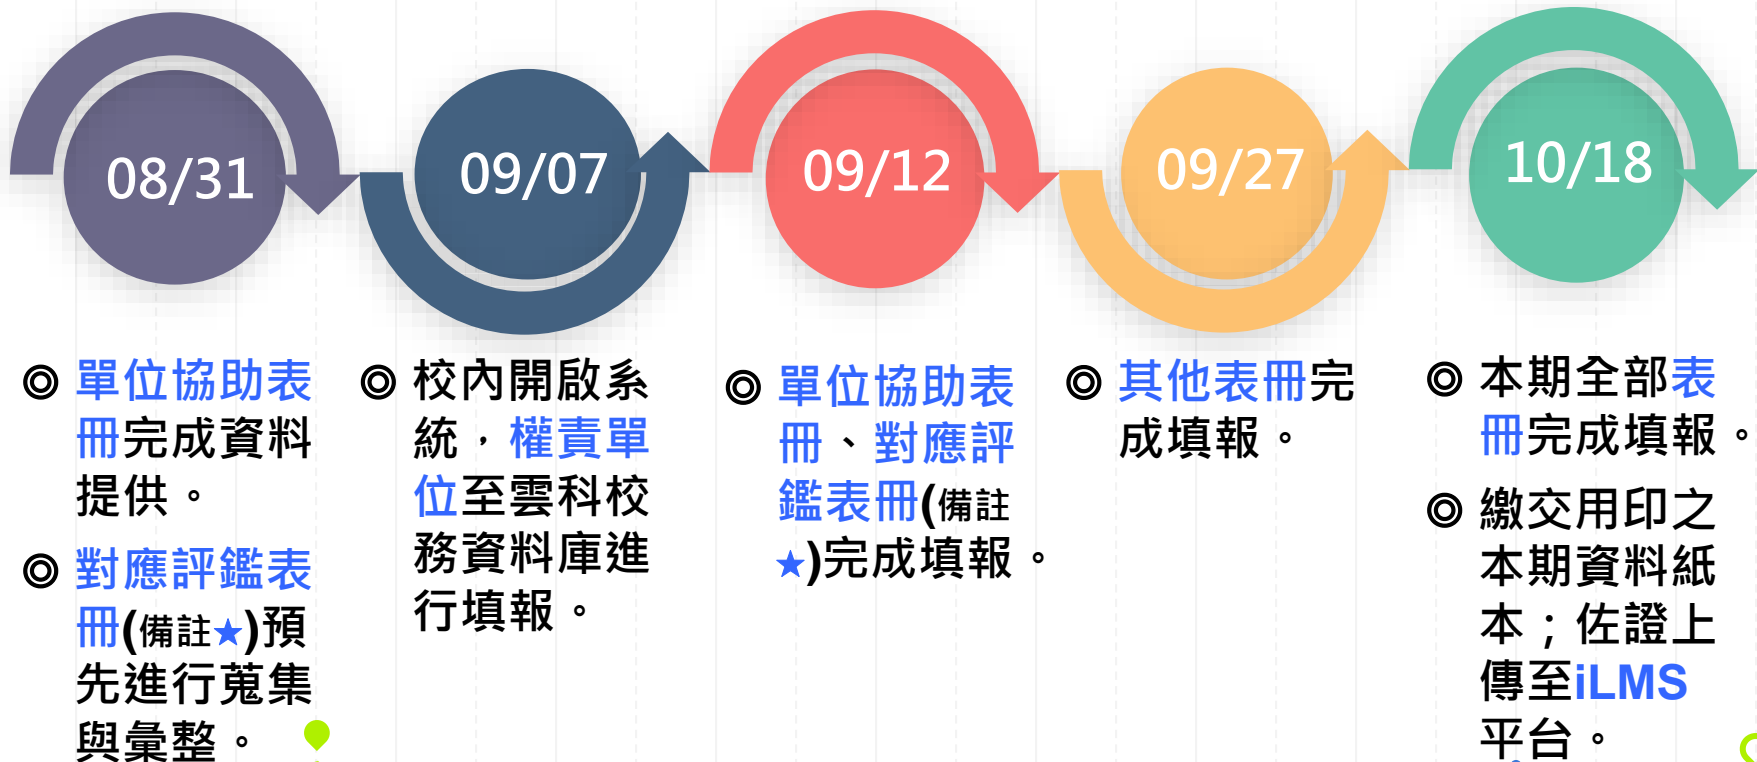 08/31
09/07
09/12
09/27
10/18
◎ 單位協助表
冊完成資料
提供。
◎ 對應評鑑表
冊(備註★)預
先進行蒐集
與彙整。
◎ 校內開啟系
統，權責單
位至雲科校
務資料庫進
行填報。
◎ 單位協助表
冊、對應評
鑑表冊(備註
★)完成填報。
◎ 其他表冊完
成填報。
◎ 本期全部表
冊完成填報。
◎ 繳交用印之
本期資料紙
本；佐證上
傳至iLMS
平台。